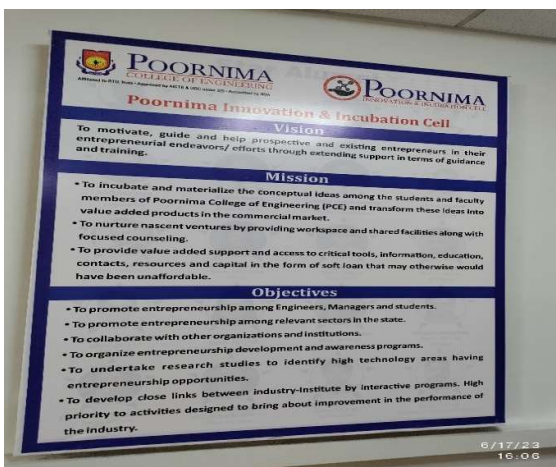 POORNIMA
COLLEGE OF ENGINEERING
POORNIMA
INNOVATION & INCUBATION CELL
Poornima Innovation & Incubation Cell
Vision
To motivate, guide and help prospective and existing entrepreneurs in their
entrepreneurial endeavors/ efforts through extending support in terms of guidance
and training.
Mission
• To incubate and materialize the conceptual ideas among the students and faculty
members of Poornima College of Engineering (PCE) and transform these ideas into
value added products in the commercial market.
• To nurture nascent ventures by providing workspace and shared facilities along with
focused counseling.
• To provide value added support and access to critical tools, information, education,
contacts, resources and capital in the form of soft loan that may otherwise would
have been unaffordable.
Objectives
• To promote entrepreneurship among Engineers, Managers and students.
• To promote entrepreneurship among relevant sectors in the state.
• To collaborate with other organizations and institutions.
• To organize entrepreneurship development and awareness programs.
• To undertake research studies to identify high technology areas having
entrepreneurship opportunities.
• To develop close links between industry-Institute by interactive programs. High
priority to activities designed to bring about improvement in the performance of
the industry.
6/17/23
16:06